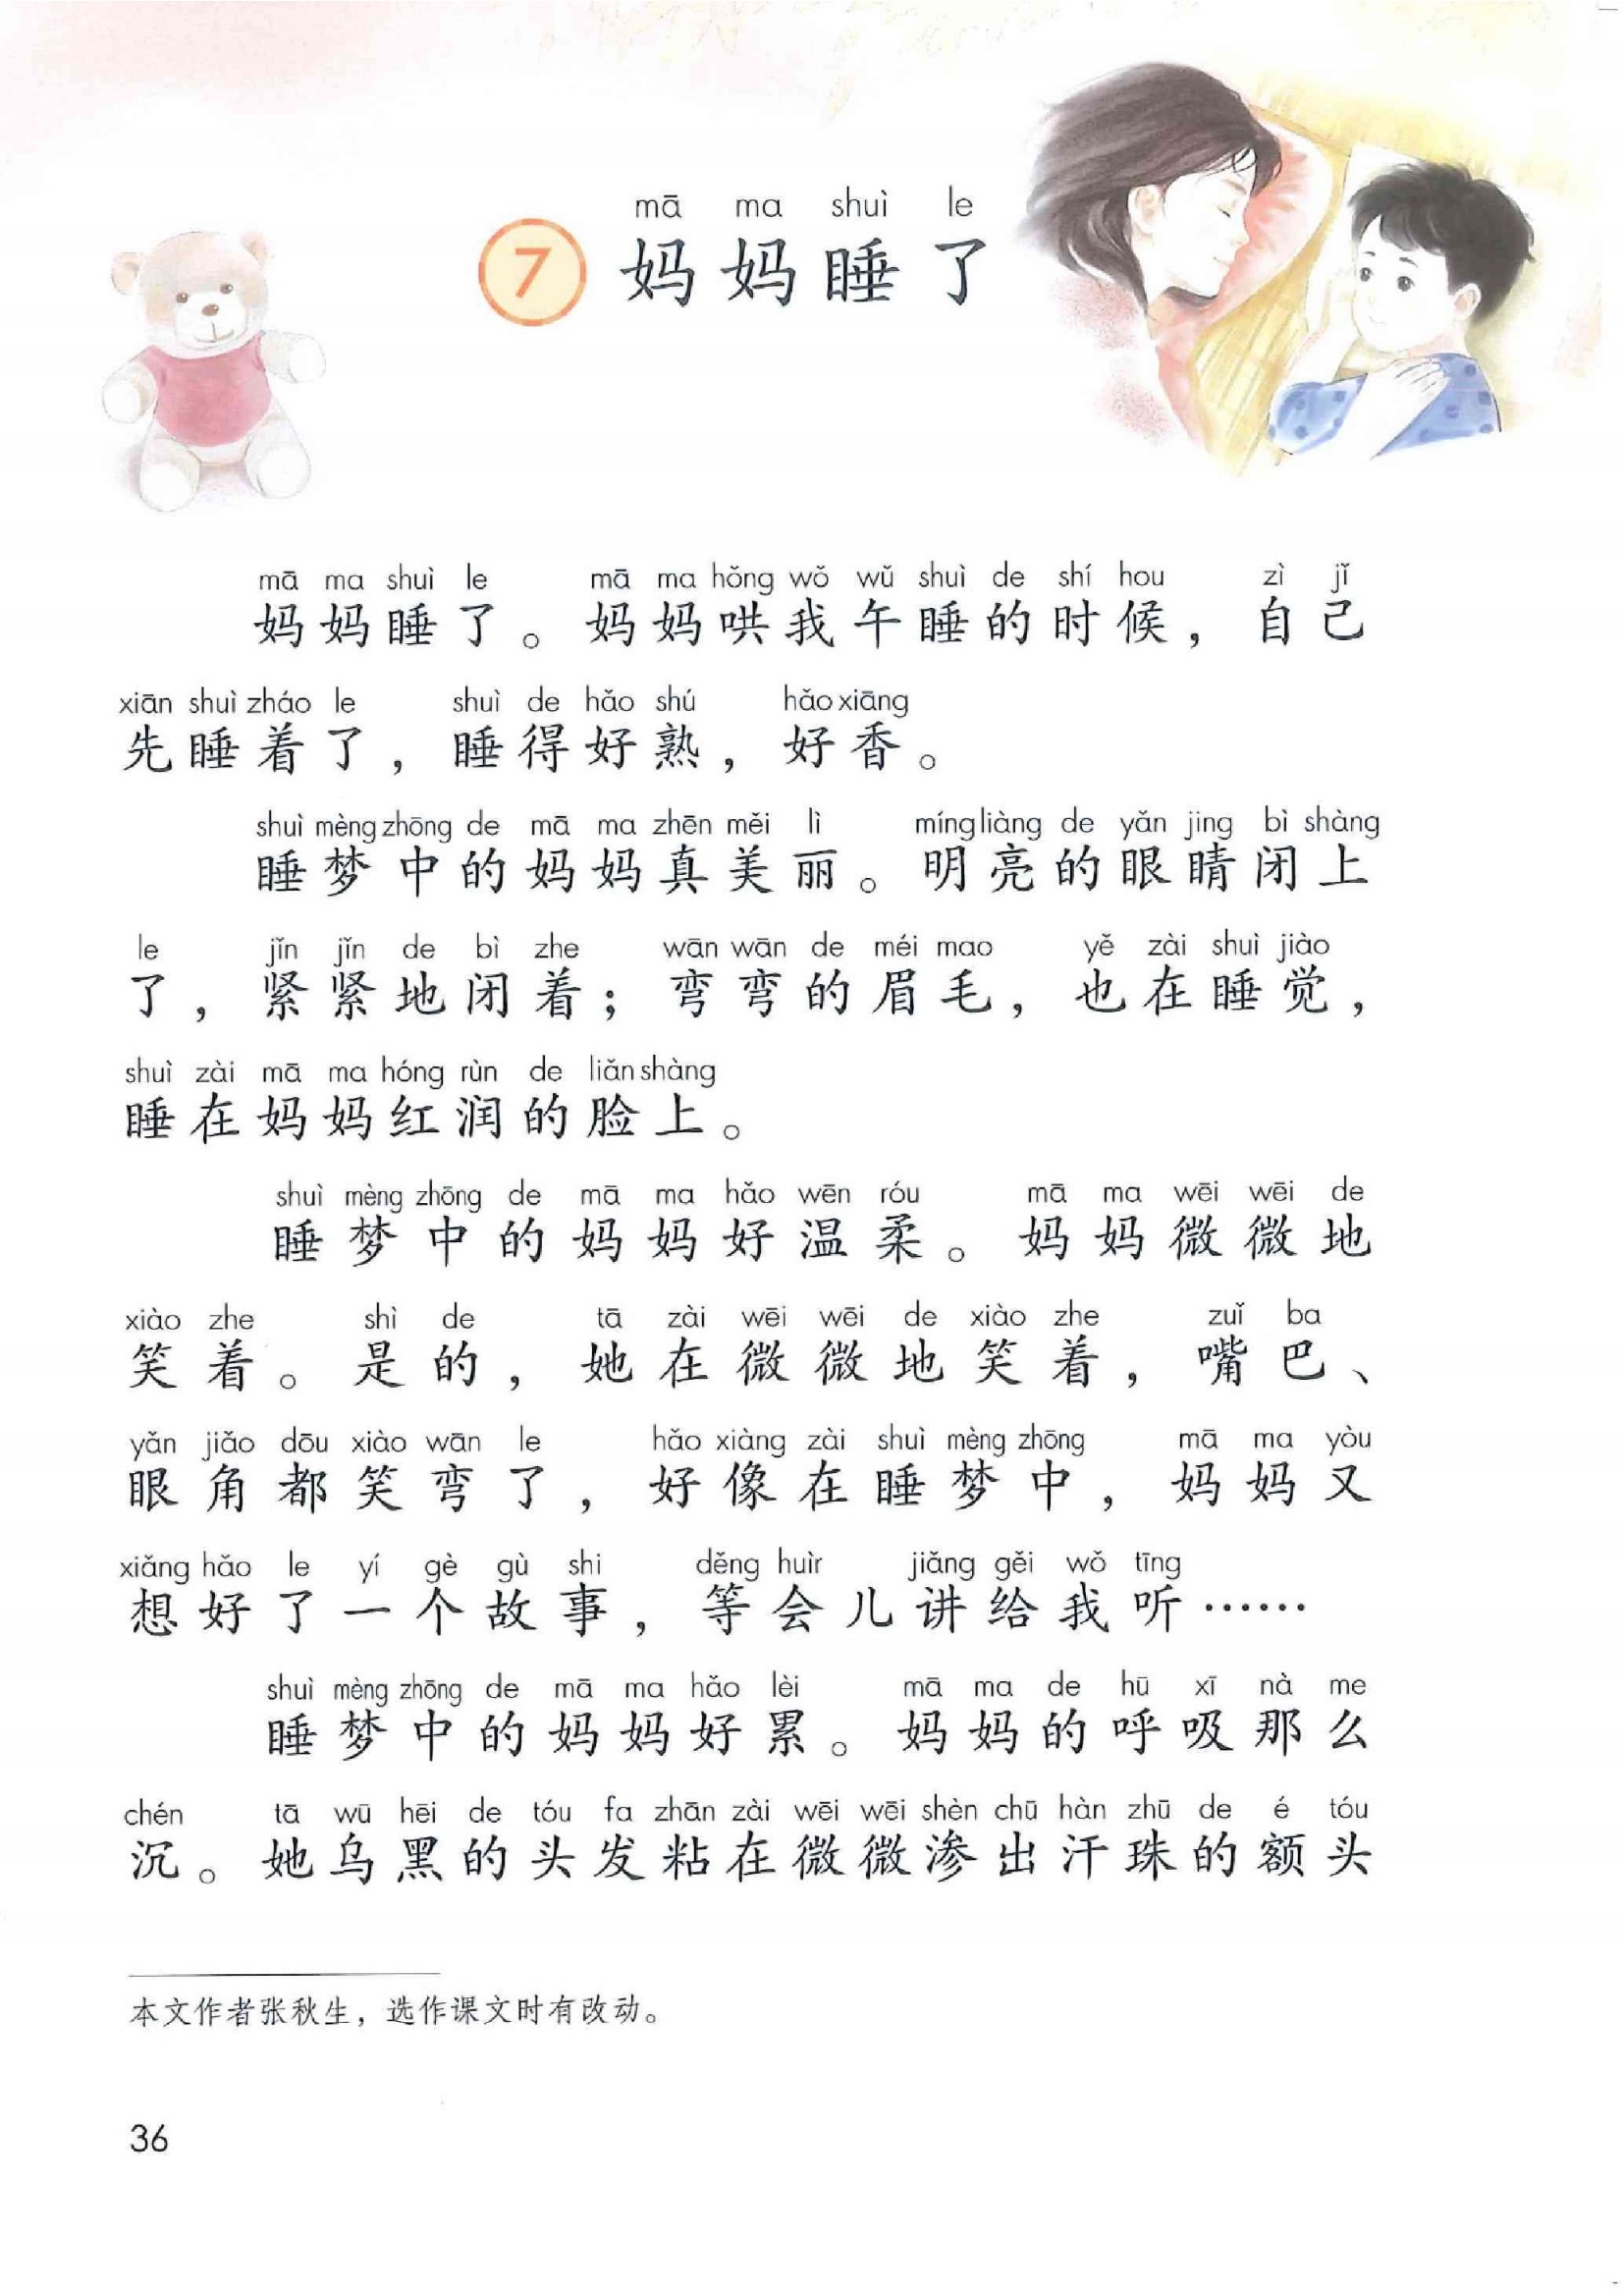 mā ma shuì le
7 妈妈睡了
mā ma shuì le mā ma hǒng wǒ wǔ shuì de shí hou zì jǐ
妈妈睡了。妈妈哄我午睡的时候，自己
xiān shuì zháo le shuì de hǎo shú hǎo xiāng
先睡着了，睡得好熟，好香。
shuì mèng zhōng de mā ma zhēn měi lì míng liàng de yǎn jing bì shàng
睡梦中的妈妈真美丽。明亮的眼睛闭上
le jǐn jǐn de bì zhe wān wān de méi mao yě zài shuì jiào
了，紧紧地闭着；弯弯的眉毛，也在睡觉，
shuì zài mā ma hóng rùn de liǎn shàng
睡在妈妈红润的脸上。
shuì mèng zhōng de mā ma hǎo wēn róu mā ma wēi wēi de
睡梦中的妈妈好温柔。妈妈微微地
xiào zhe shì de tā zài wēi wēi de xiào zhe zuǐ ba
笑着。是的，她在微微地笑着，嘴巴、
yǎn jiǎo dōu xiào wān le hǎo xiàng zài shuì mèng zhōng mā ma yòu
眼角都笑弯了，好像在睡梦中，妈妈又
xiǎng hǎo le yí gè gù shi děng huìr jiǎng gěi wǒ tīng
想好了一个故事，等会儿讲给我听……
shuì mèng zhōng de mā ma hǎo lèi mā ma de hū xī nà me
睡梦中的妈妈好累。妈妈的呼吸那么
chén tā wū hēi de tóu fa zhān zài wēi wēi shèn chū hàn zhū de é tóu
沉。她乌黑的头发粘在微微渗出汗珠的额头
本文作者张秋生，选作课文时有改动。
36